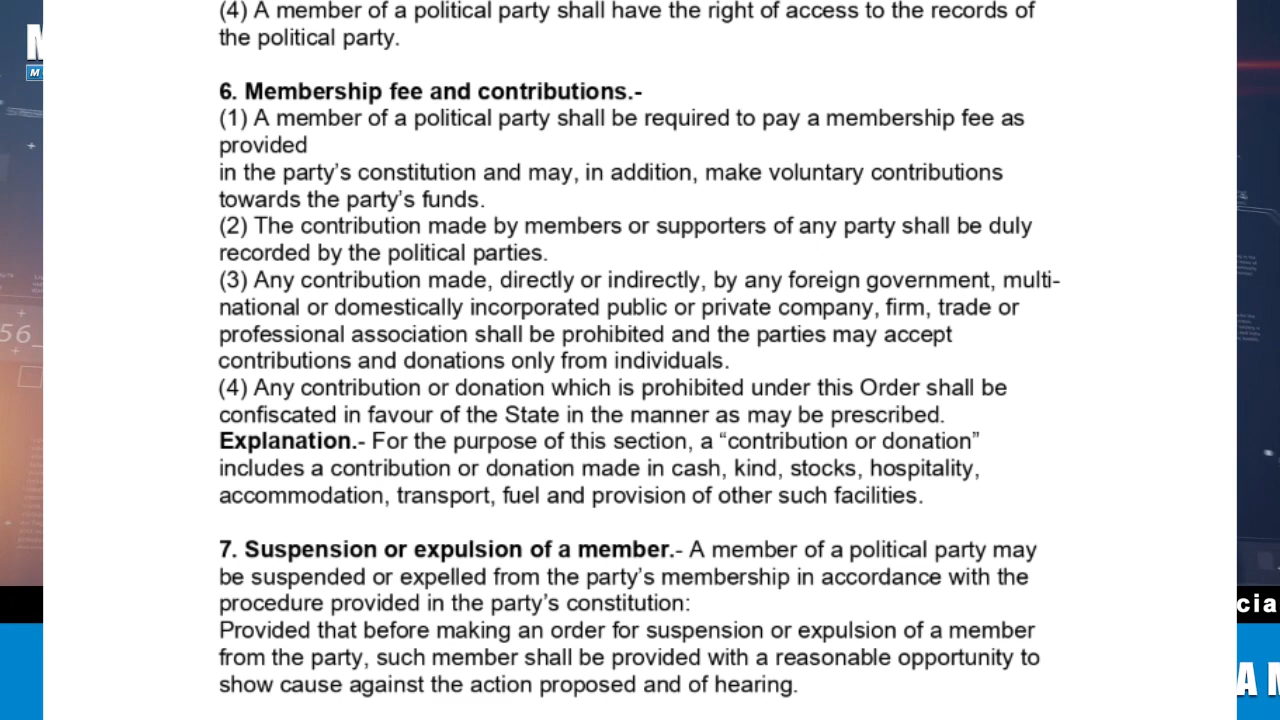 (4) A member of a political party shall have the right of access to the records of
the political party.
6. Membership fee and contributions.-
(1) A member of a political party shall be required to pay a membership fee as
provided
in the party's constitution and may, in addition, make voluntary contributions
towards the party's funds.
(2) The contribution made by members or supporters of any party shall be duly
recorded by the political parties.
(3) Any contribution made, directly or indirectly, by any foreign government, multi-
national or domestically incorporated public or private company, firm, trade or
professional association shall be prohibited and the parties may accept
contributions and donations only from individuals.
(4) Any contribution or donation which is prohibited under this Order shall be
confiscated in favour of the State in the manner as may be prescribed.
Explanation.- For the purpose of this section, a “contribution or donation”
includes a contribution or donation made in cash, kind, stocks, hospitality,
accommodation, transport, fuel and provision of other such facilities.
7. Suspension or expulsion of a member.- A member of a political party may
be suspended or expelled from the party's membership in accordance with the
procedure provided in the party's constitution:
Provided that before making an order for suspension or expulsion of a member
from the party, such member shall be provided with a reasonable opportunity to
show cause against the action proposed and of hearing.
56
cia